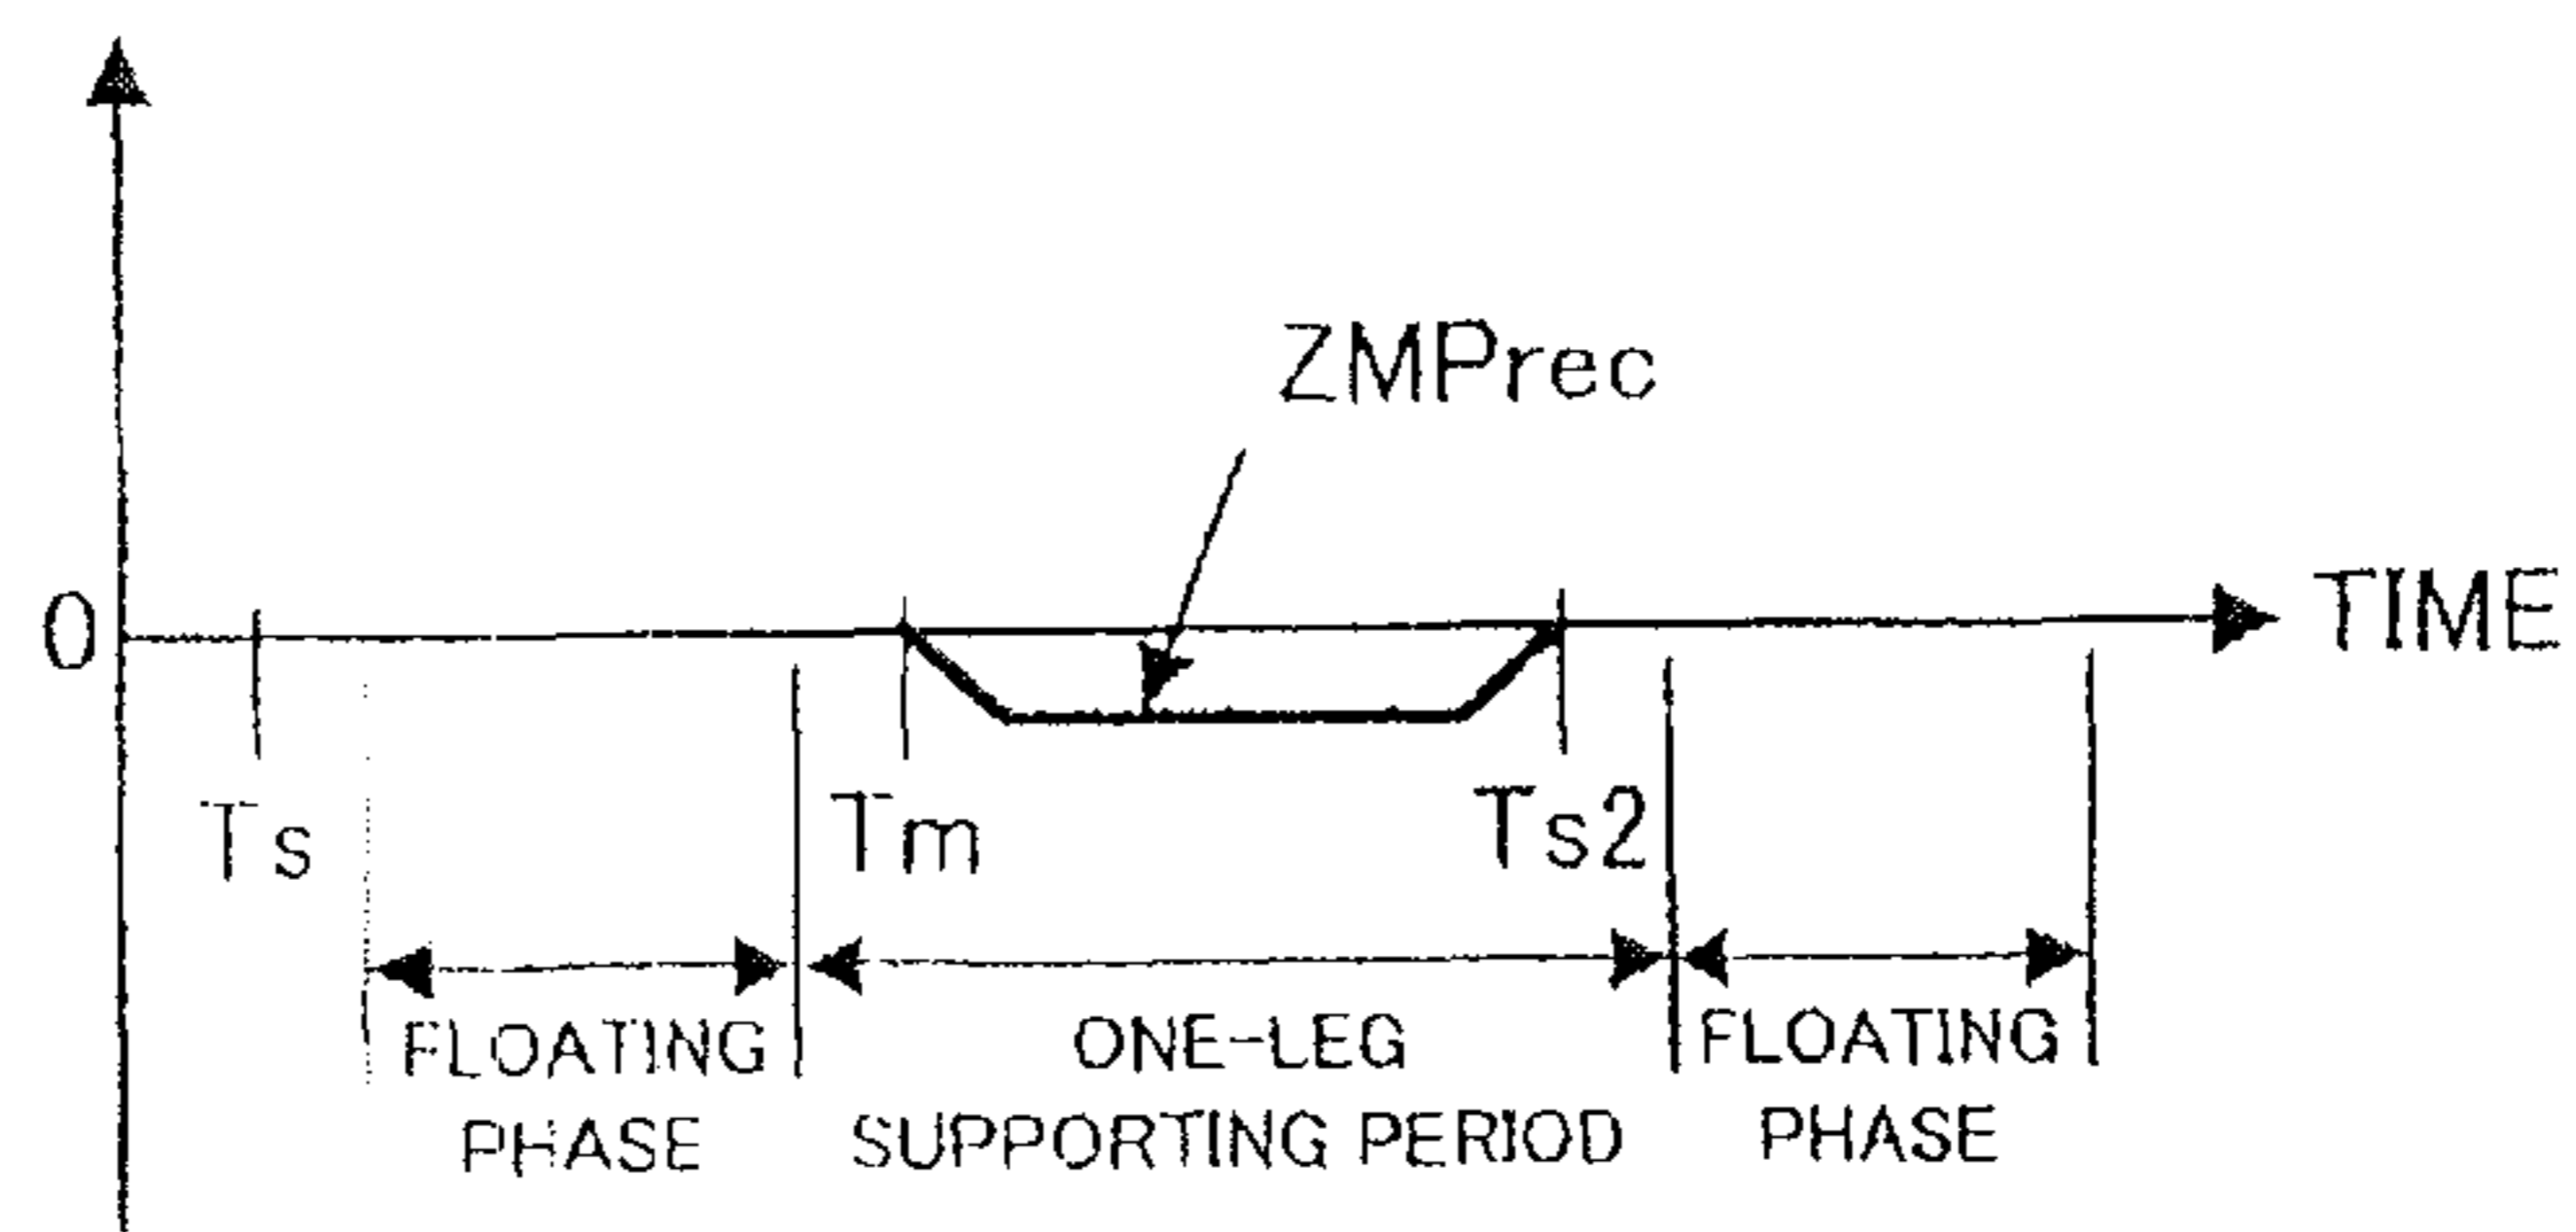 ZMPrec
0
TIME
Ts
Tm
Ts2
FLOATING
PHASE
ONE-LEG
SUPPORTING PERIOD
FLOATING
PHASE